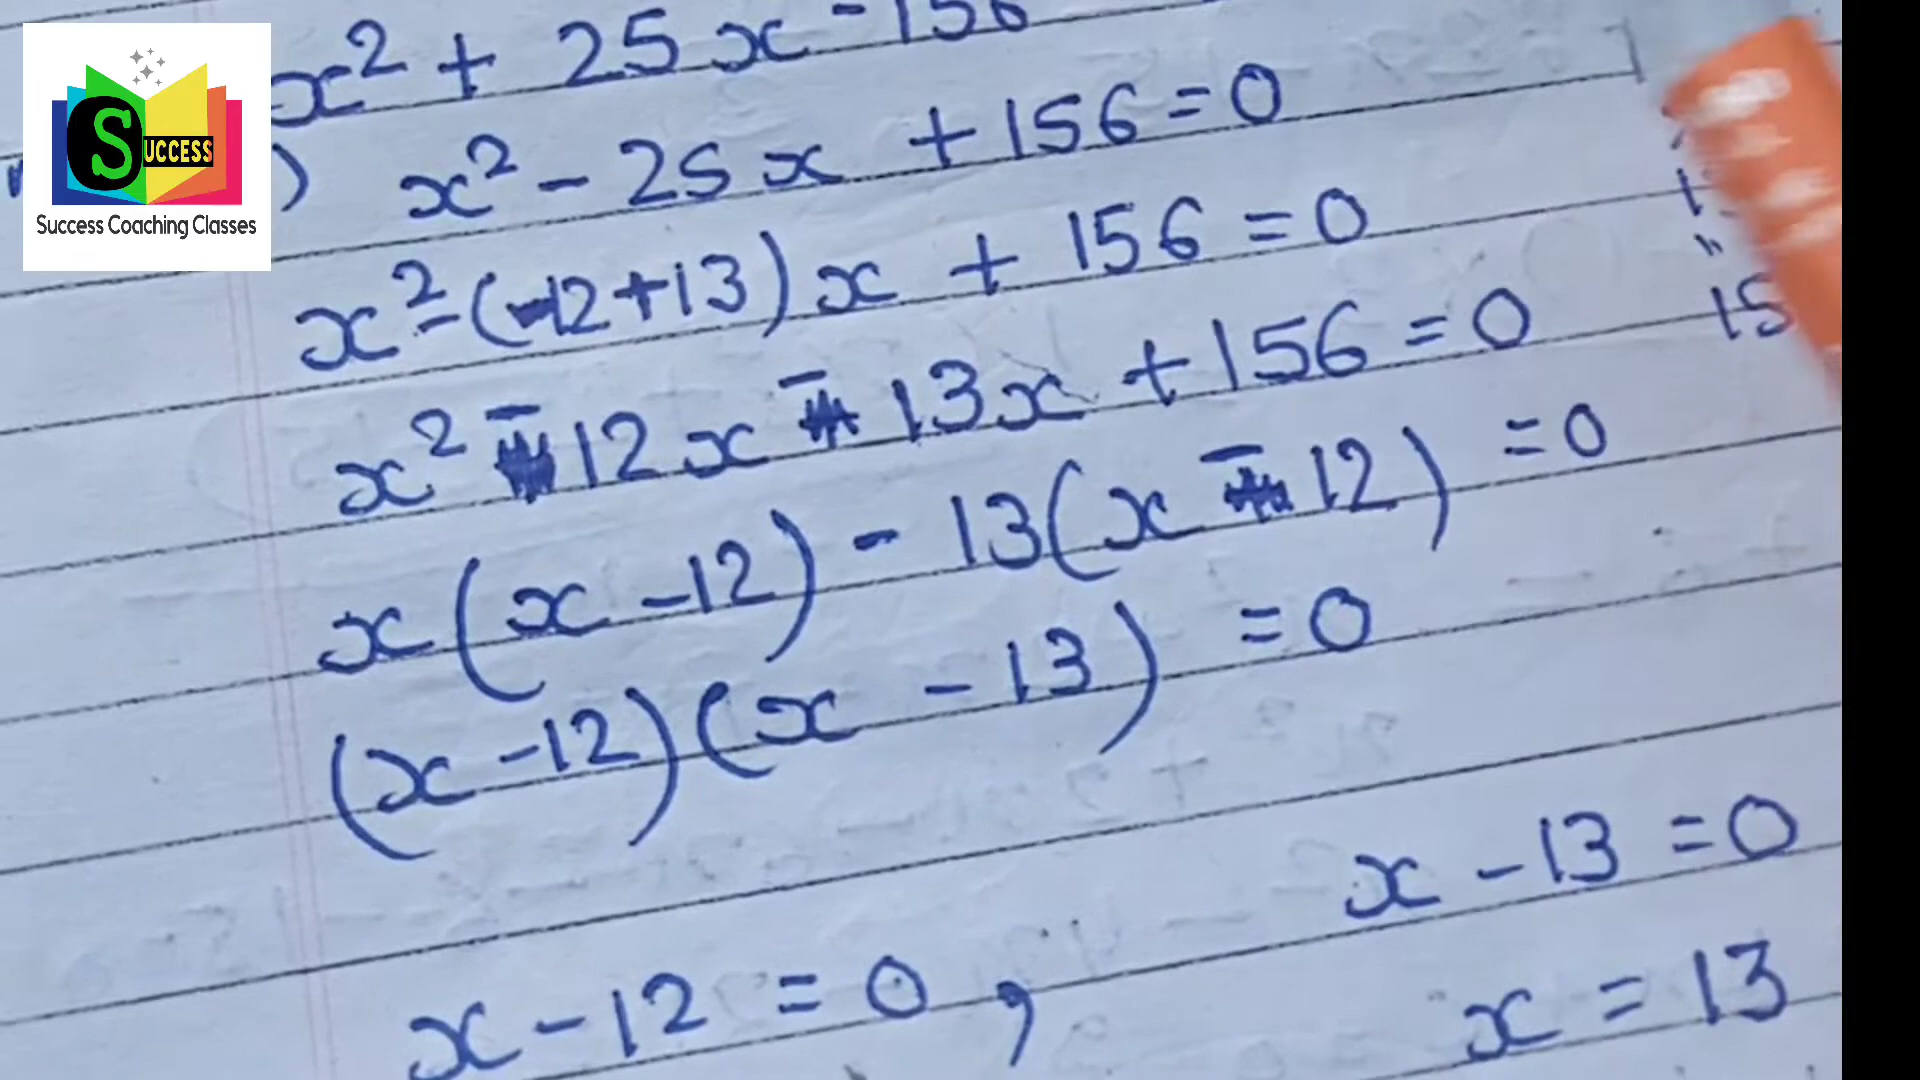 SUCCESS
Success Coaching Classes
x² + 25x - 156
) x² - 25x + 156 = 0
x² - (-12+13)x + 156 = 0
x² - 12x - 13x + 156 = 0
x(x - 12) - 13(x - 12) = 0
(x - 12)(x - 13) = 0
x - 13 = 0
x - 12 = 0 ,
x = 13